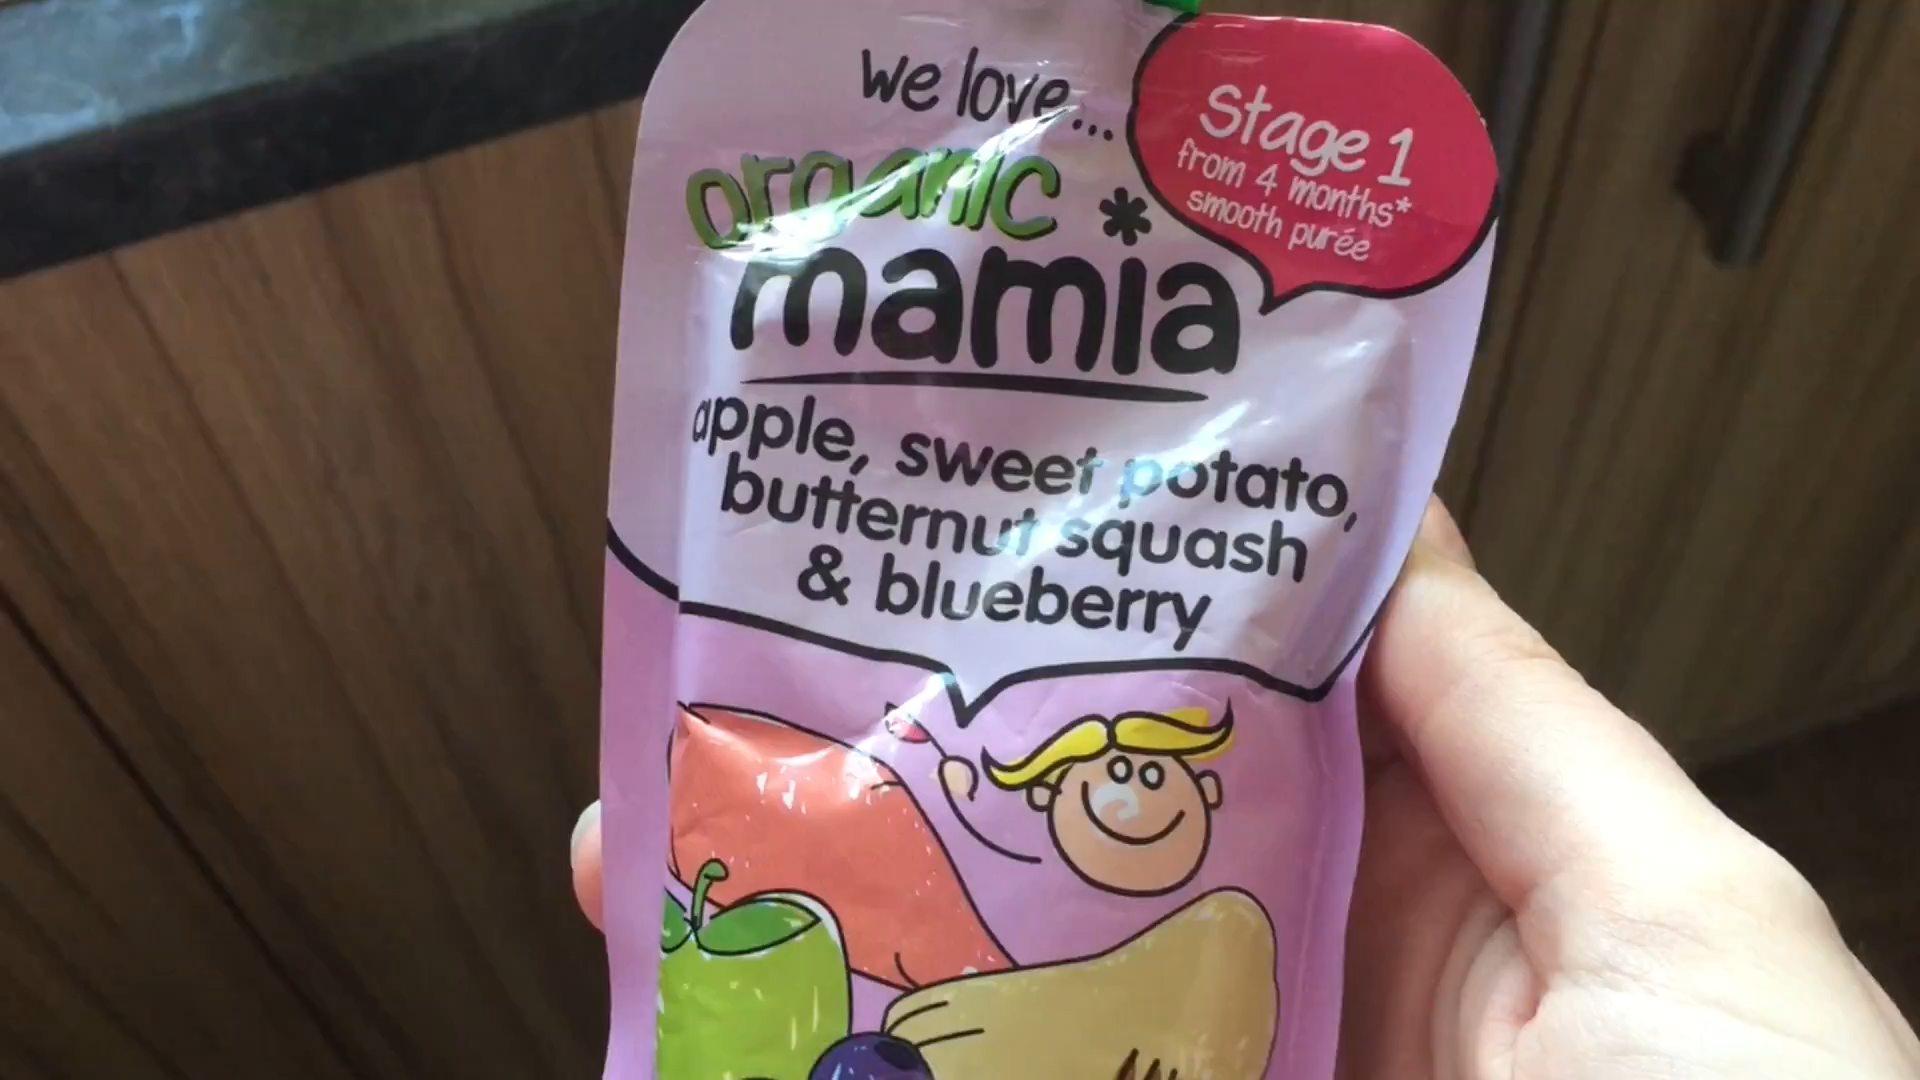 we love...
organic
mamia
*
Stage 1
from 4 months*
smooth purée
apple, sweet potato,
butternut squash
& blueberry